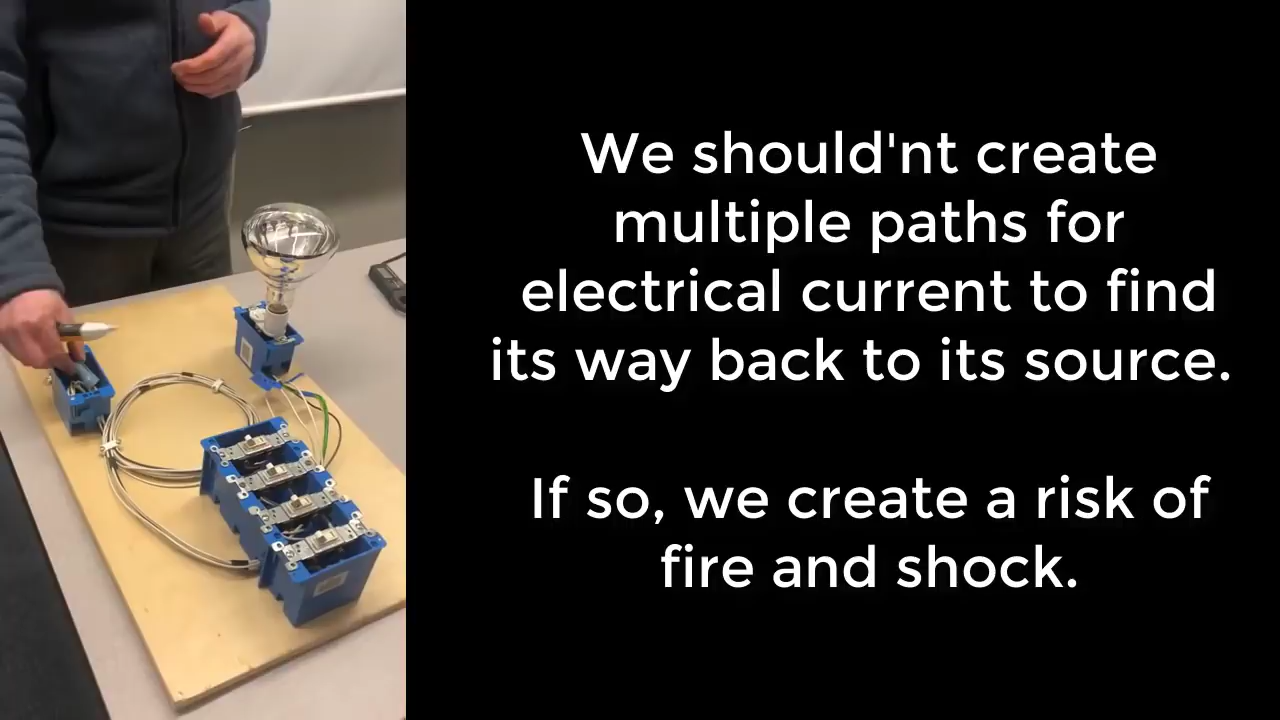 We should'nt create
multiple paths for
electrical current to find
its way back to its source.
If so, we create a risk of
fire and shock.